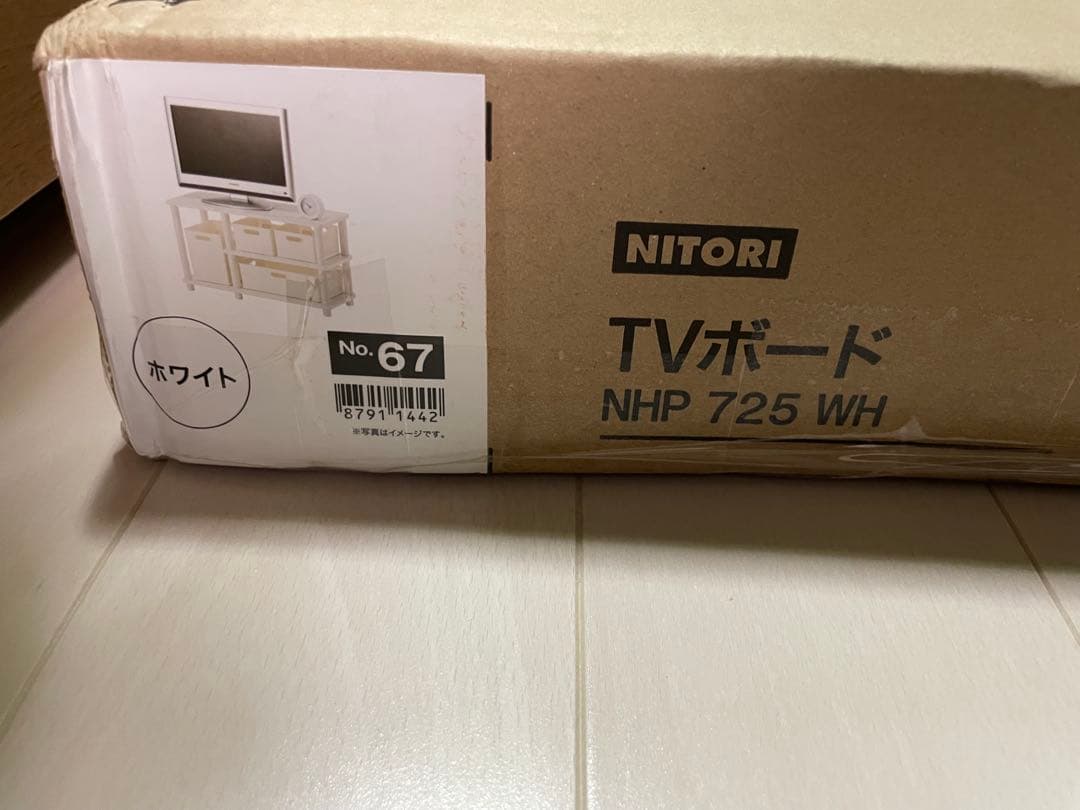 ホワイト
No. 67
8791 1442
※写真はイメージです。
NITORI
TVボード
NHP 725 WH